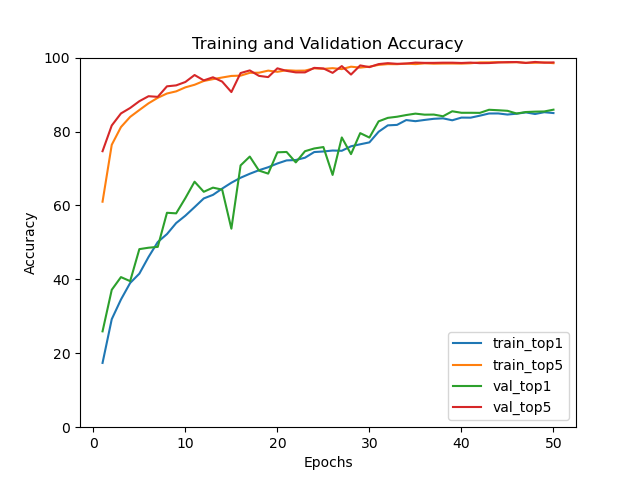 Training and Validation Accuracy
Accuracy
100
80
60
40
20
0
train_top1
train_top5
val_top1
val_top5
0 10 20 30 40 50
Epochs